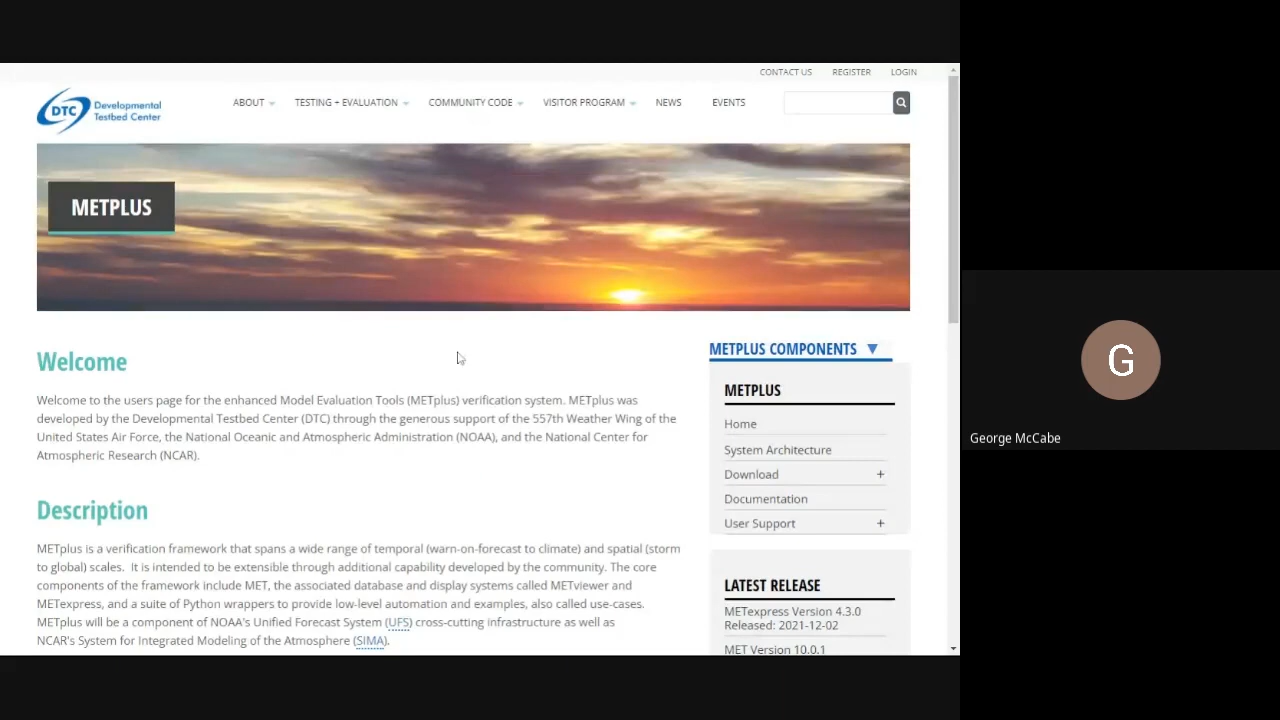 CONTACT US REGISTER LOGIN
DTC Developmental
Testbed Center
ABOUT TESTING + EVALUATION COMMUNITY CODE VISITOR PROGRAM NEWS EVENTS
METPLUS
Welcome
Welcome to the users page for the enhanced Model Evaluation Tools (METplus) verification system. METplus was
developed by the Developmental Testbed Center (DTC) through the generous support of the 557th Weather Wing of the
United States Air Force, the National Oceanic and Atmospheric Administration (NOAA), and the National Center for
Atmospheric Research (NCAR).
Description
METplus is a verification framework that spans a wide range of temporal (warn-on-forecast to climate) and spatial (storm
to global) scales. It is intended to be extensible through additional capability developed by the community. The core
components of the framework include MET, the associated database and display systems called METviewer and
METexpress, and a suite of Python wrappers to provide low-level automation and examples, also called use-cases.
METplus will be a component of NOAA's Unified Forecast System (UFS) cross-cutting infrastructure as well as
NCAR's System for Integrated Modeling of the Atmosphere (SIMA).
METPLUS COMPONENTS ▼
METPLUS
Home
System Architecture
Download +
Documentation
User Support +
LATEST RELEASE
METexpress Version 4.3.0
Released: 2021-12-02
MET Version 10.0.1
G
George McCabe